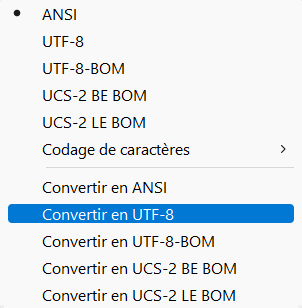 ANSI
UTF-8
UTF-8-BOM
UCS-2 BE BOM
UCS-2 LE BOM
Codage de caractères
Convertir en ANSI
Convertir en UTF-8
Convertir en UTF-8-BOM
Convertir en UCS-2 BE BOM
Convertir en UCS-2 LE BOM